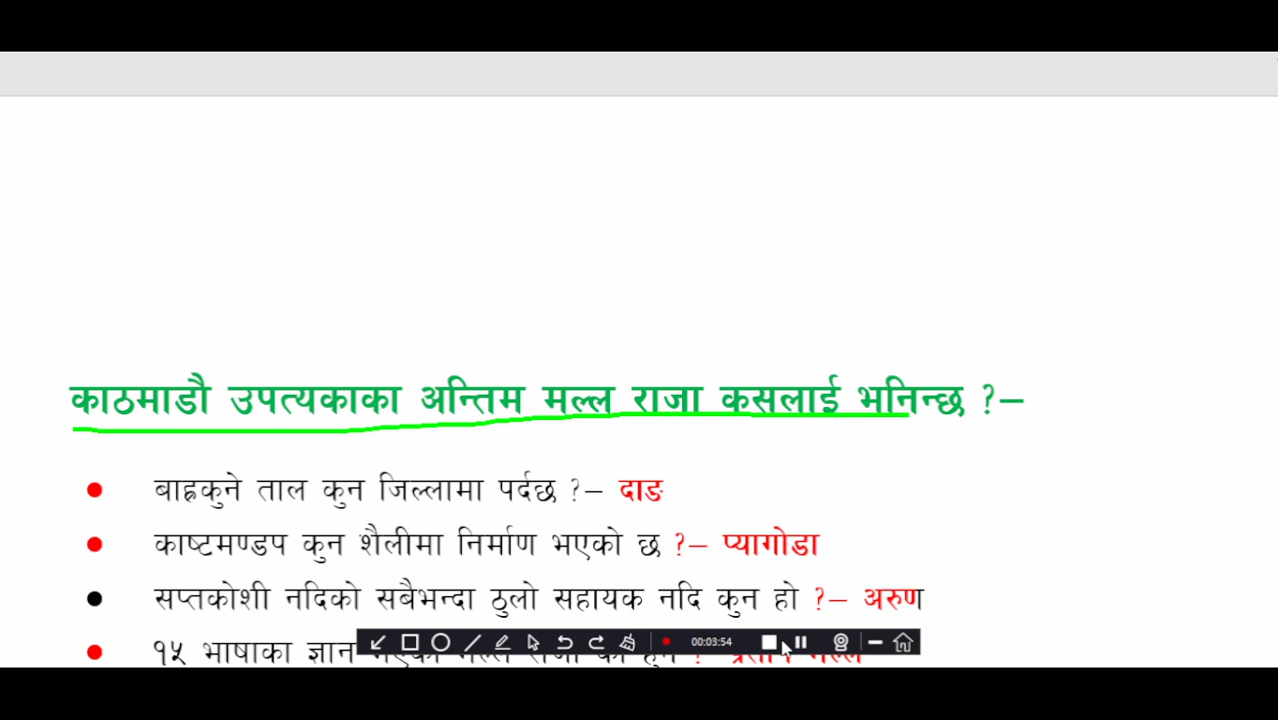 काठमाडौ उपत्यकाका अन्तिम मल्ल राजा कसलाई भनिन्छ ?–
बाह्रकुने ताल कुन जिल्लामा पर्दछ ?– दाङ
काष्टमण्डप कुन शैलीमा निर्माण भएको छ ?– प्यागोडा
सप्तकोशी नदिको सबैभन्दा ठुलो सहायक नदि कुन हो ?– अरुण
00:03:54
१५ भाषाका ज्ञान